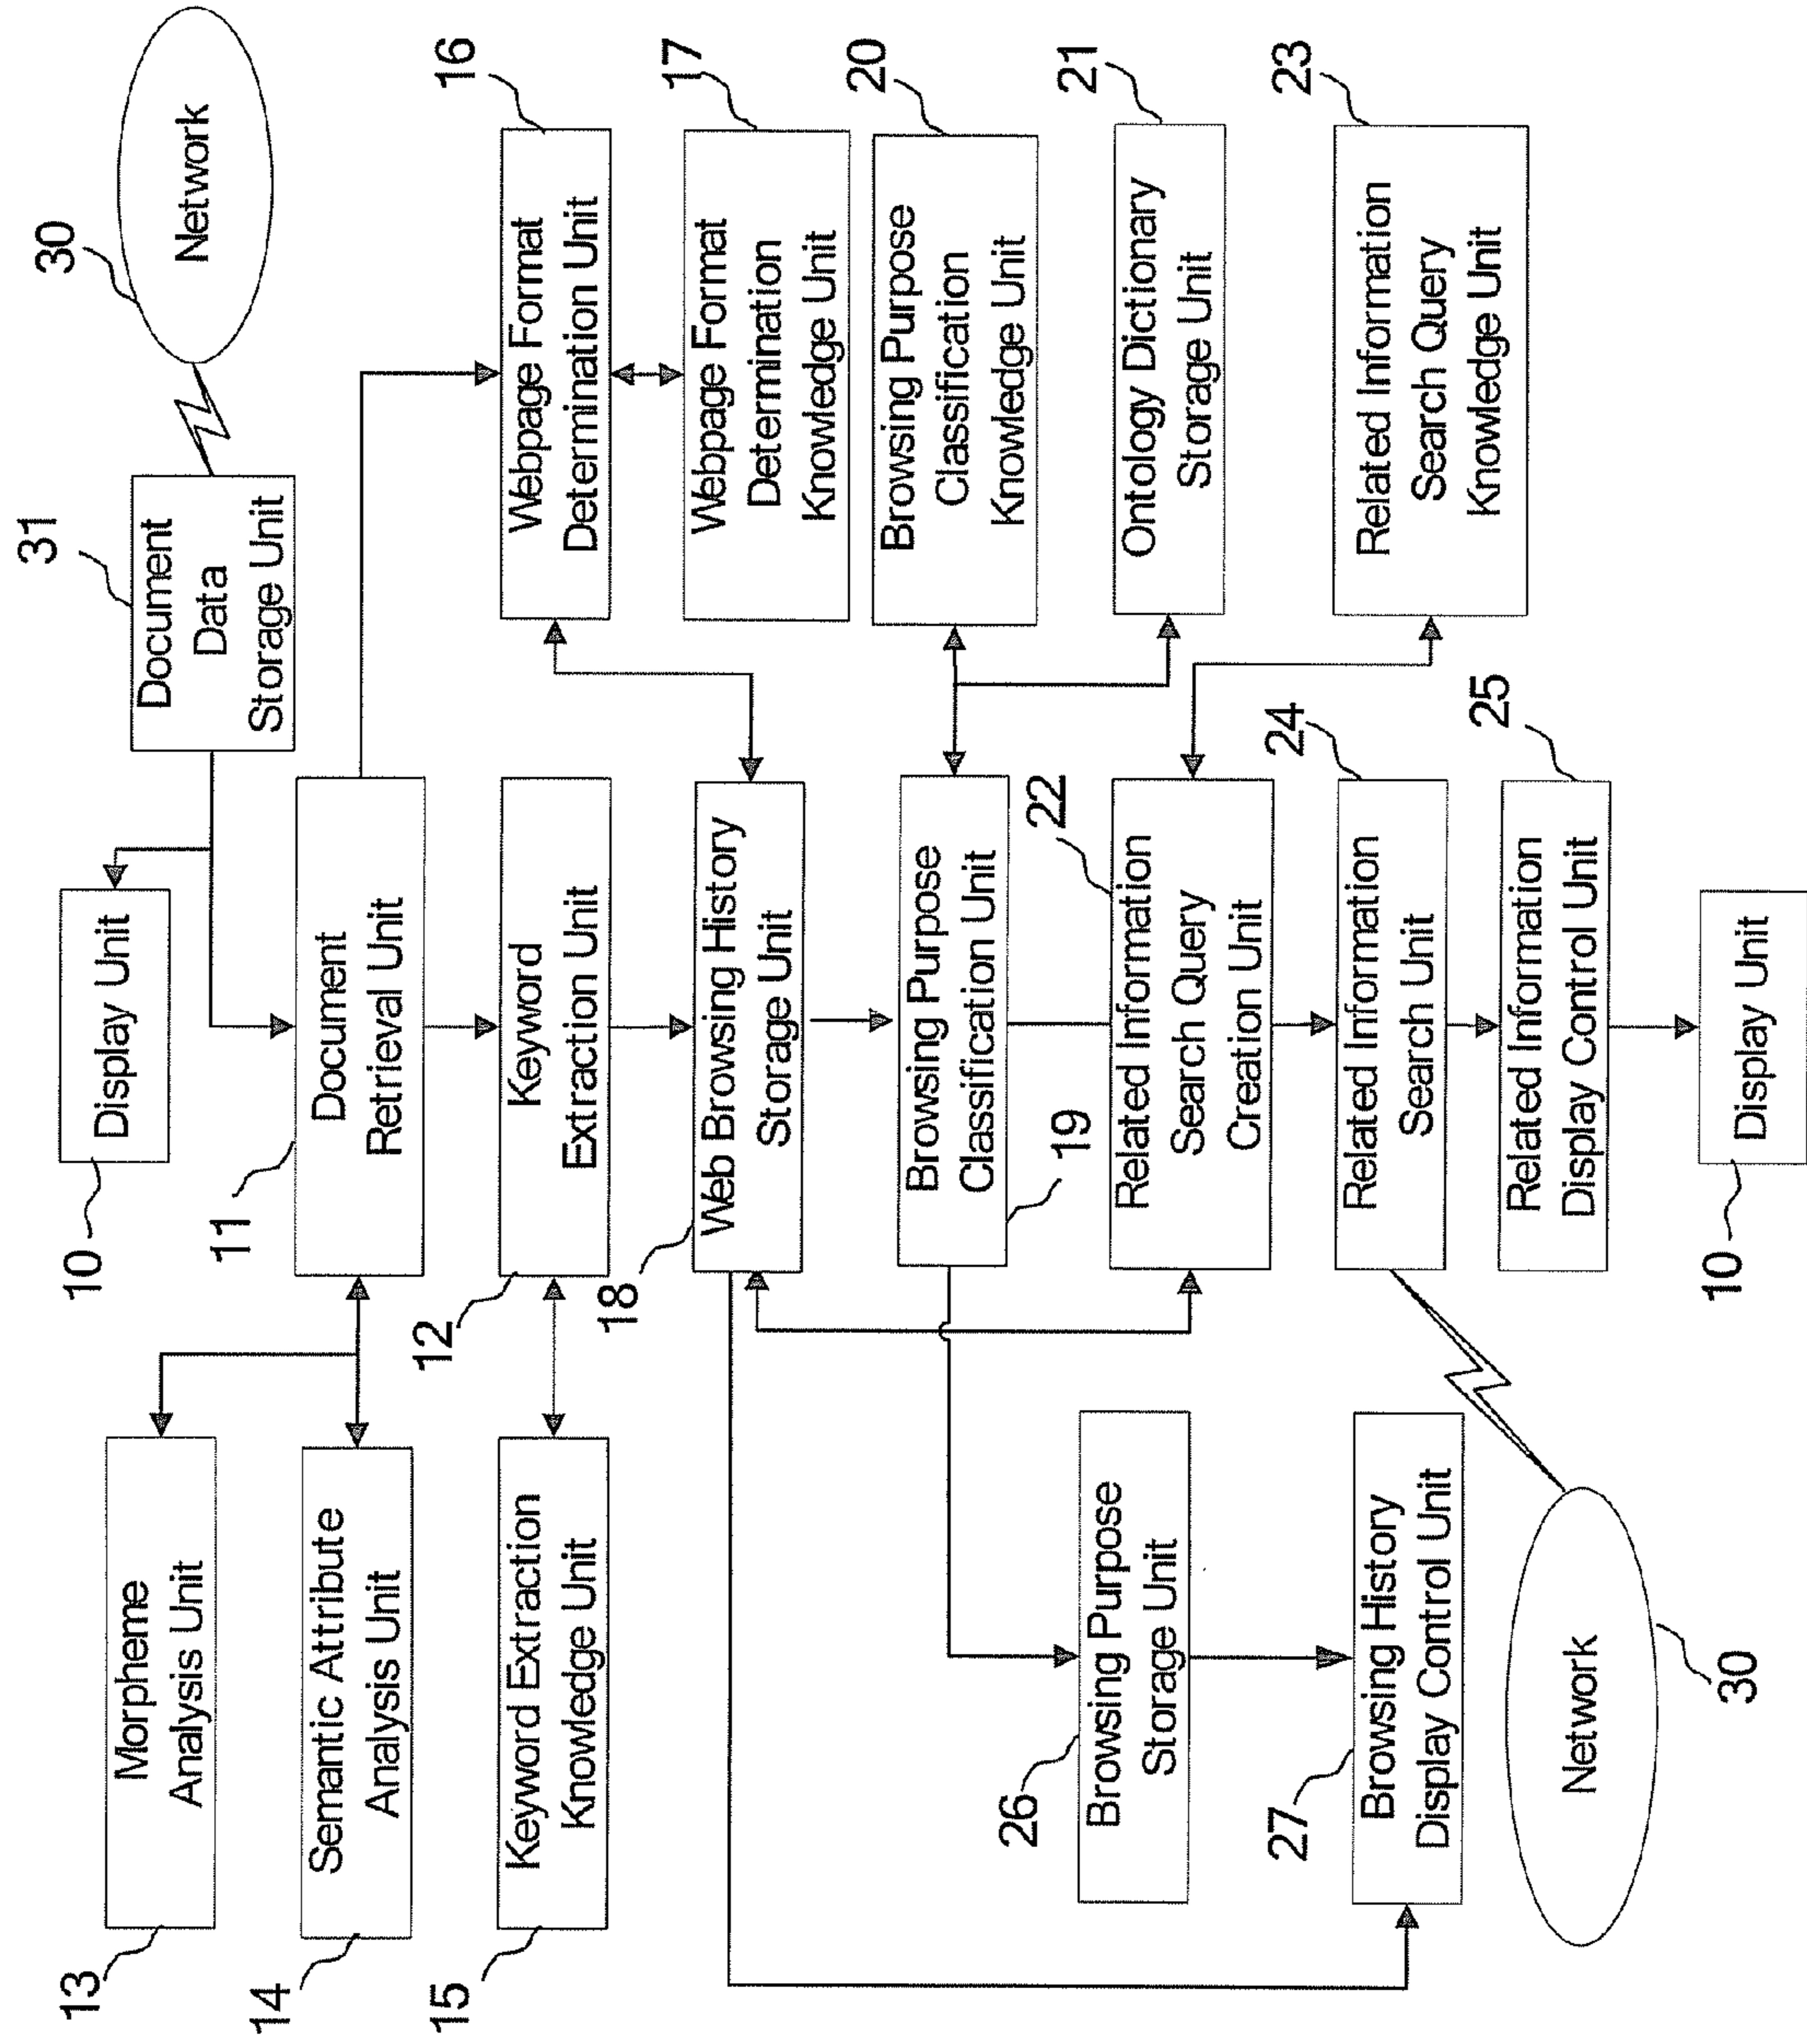 30
Network
31
Document
Data
Storage Unit
10
Display Unit
13
Morpheme
Analysis Unit
11
Document
Retrieval Unit
14
Semantic Attribute
Analysis Unit
16
Webpage Format
Determination Unit
12
Keyword
Extraction Unit
15
Keyword Extraction
Knowledge Unit
17
Webpage Format
Determination
Knowledge Unit
18
Web Browsing History
Storage Unit
20
Browsing Purpose
Classification
Knowledge Unit
19
Browsing Purpose
Classification Unit
21
Ontology Dictionary
Storage Unit
22
Related Information
Search Query
Creation Unit
26
Browsing Purpose
Storage Unit
23
Related Information
Search Query
Knowledge Unit
24
Related Information
Search Unit
27
Browsing History
Display Control Unit
25
Related Information
Display Control Unit
Network
30
10
Display Unit